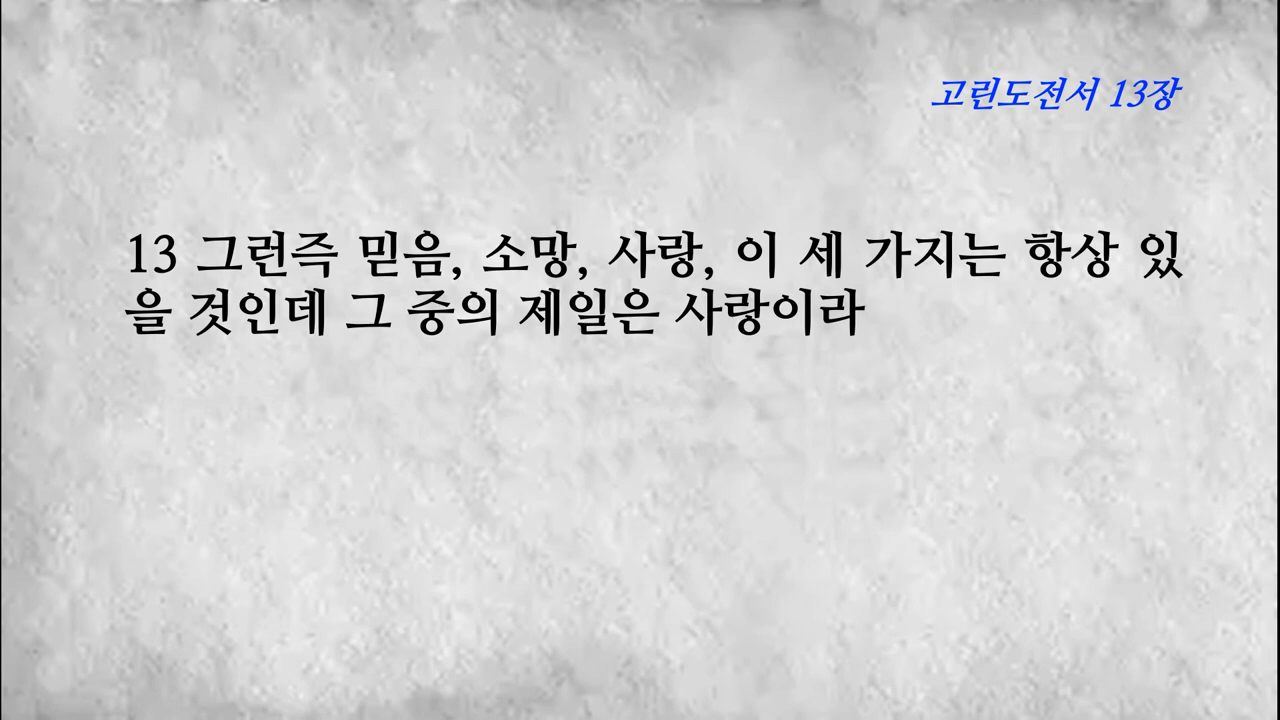 고린도전서 13장
13 그런즉 믿음, 소망, 사랑, 이 세 가지는 항상 있
을 것인데 그 중의 제일은 사랑이라